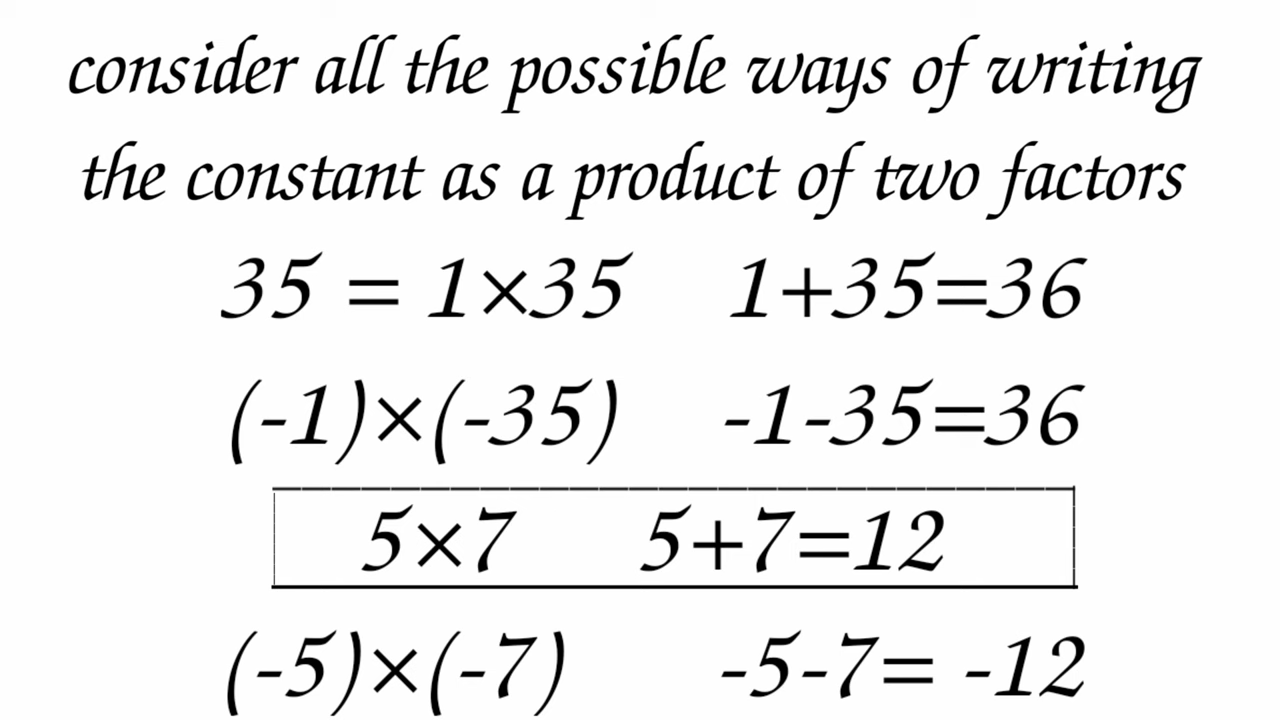 consider all the possible ways of writing
the constant as a product of two factors
35 = 1×35 1+35=36
(-1)×(-35) -1-35=36
5×7 5+7=12
(-5)×(-7) -5-7= -12